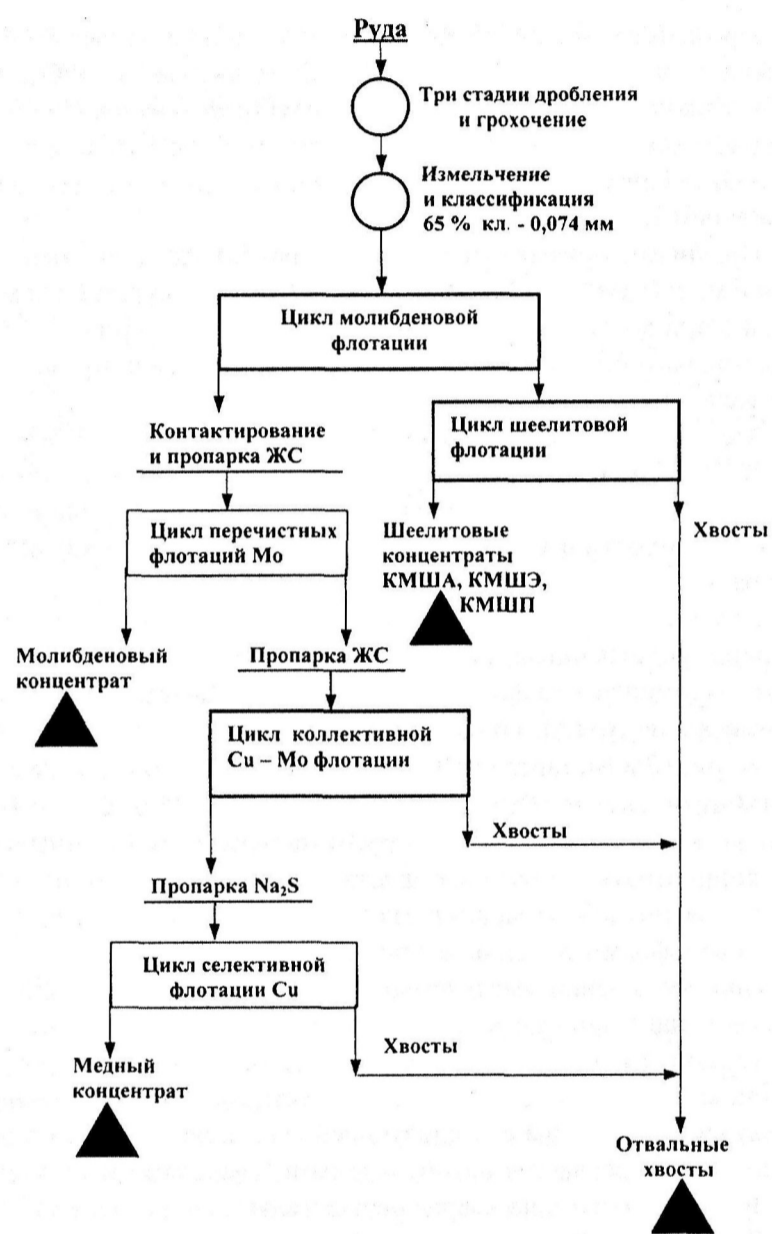 Руда
Три стадии дробления
и грохочение
Измельчение
и классификация
65 % кл. - 0,074 мм
Цикл молибденовой
флотации
Контактирование
и пропарка ЖС
Цикл шеелитовой
флотации
Цикл перечистных
флотаций Мо
Шеелитовые
концентраты
КМША, КМШЭ,
КМШП
Хвосты
Молибденовый
концентрат
Пропарка ЖС
Цикл коллективной
Cu – Mo флотации
Хвосты
Пропарка Na₂S
Цикл селективной
флотации Cu
Хвосты
Медный
концентрат
Отвальные
хвосты